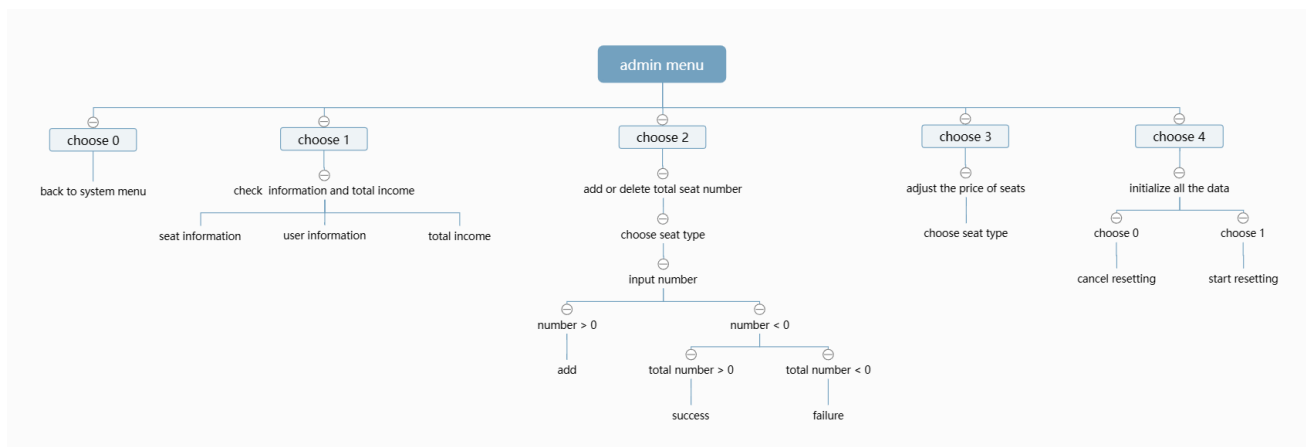 admin menu
choose 0
choose 1
choose 2
choose 3
choose 4
back to system menu
check information and total income
add or delete total seat number
adjust the price of seats
initialize all the data
seat information
user information
total income
choose seat type
choose seat type
choose 0
choose 1
input number
cancel resetting
start resetting
number > 0
number < 0
add
total number > 0
total number < 0
success
failure